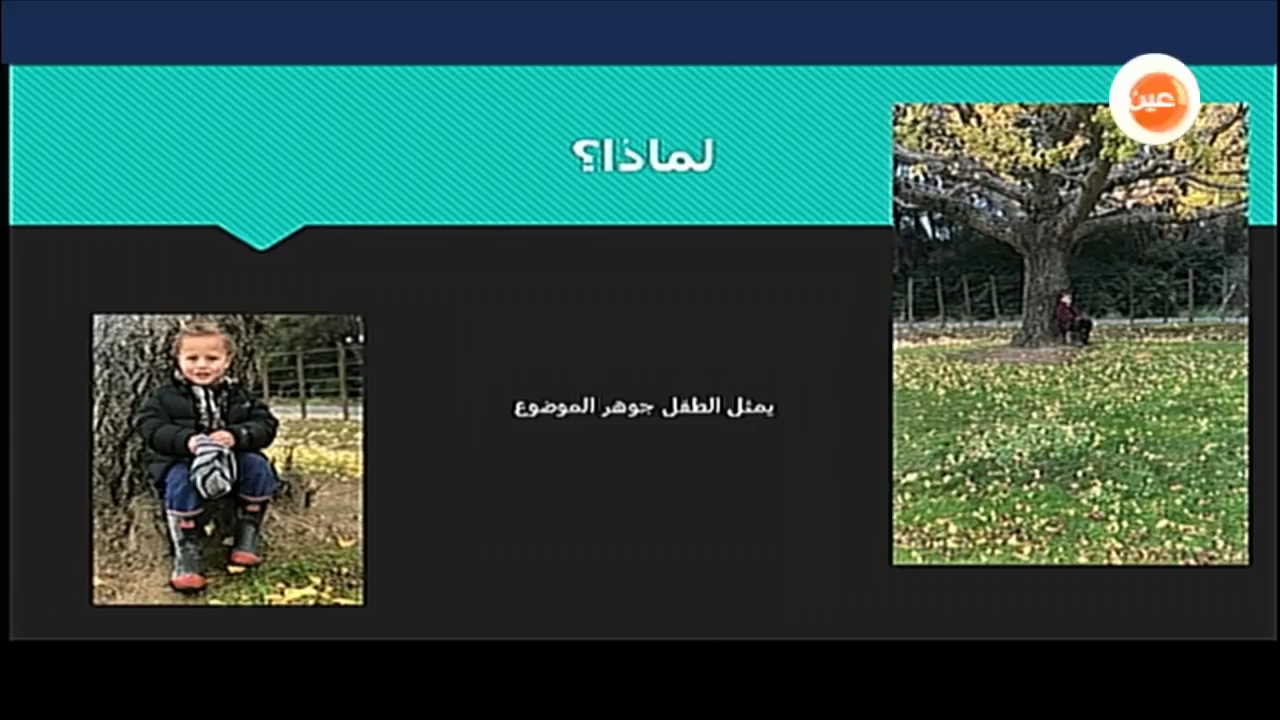 عين
لماذا؟
يمثل الطفل جوهر الموضوع